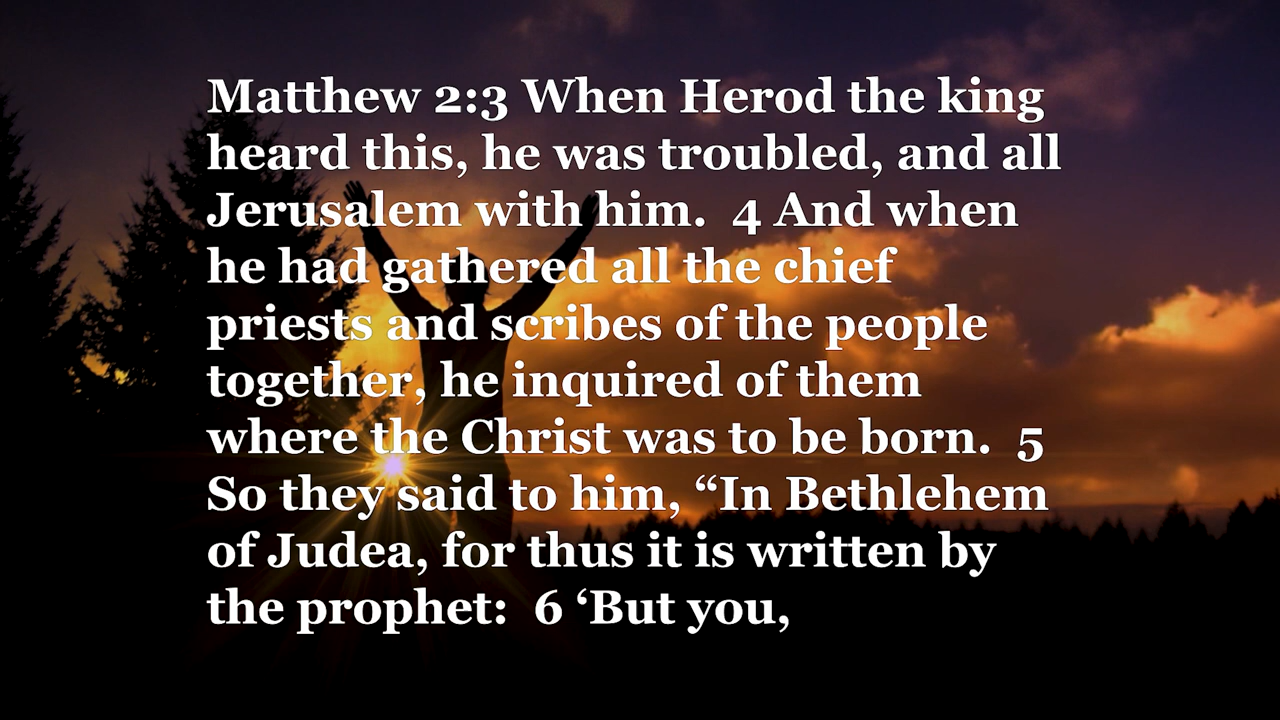 Matthew 2:3 When Herod the king
heard this, he was troubled, and all
Jerusalem with him.  4 And when
he had gathered all the chief
priests and scribes of the people
together, he inquired of them
where the Christ was to be born.  5
So they said to him, “In Bethlehem
of Judea, for thus it is written by
the prophet:  6 ‘But you,